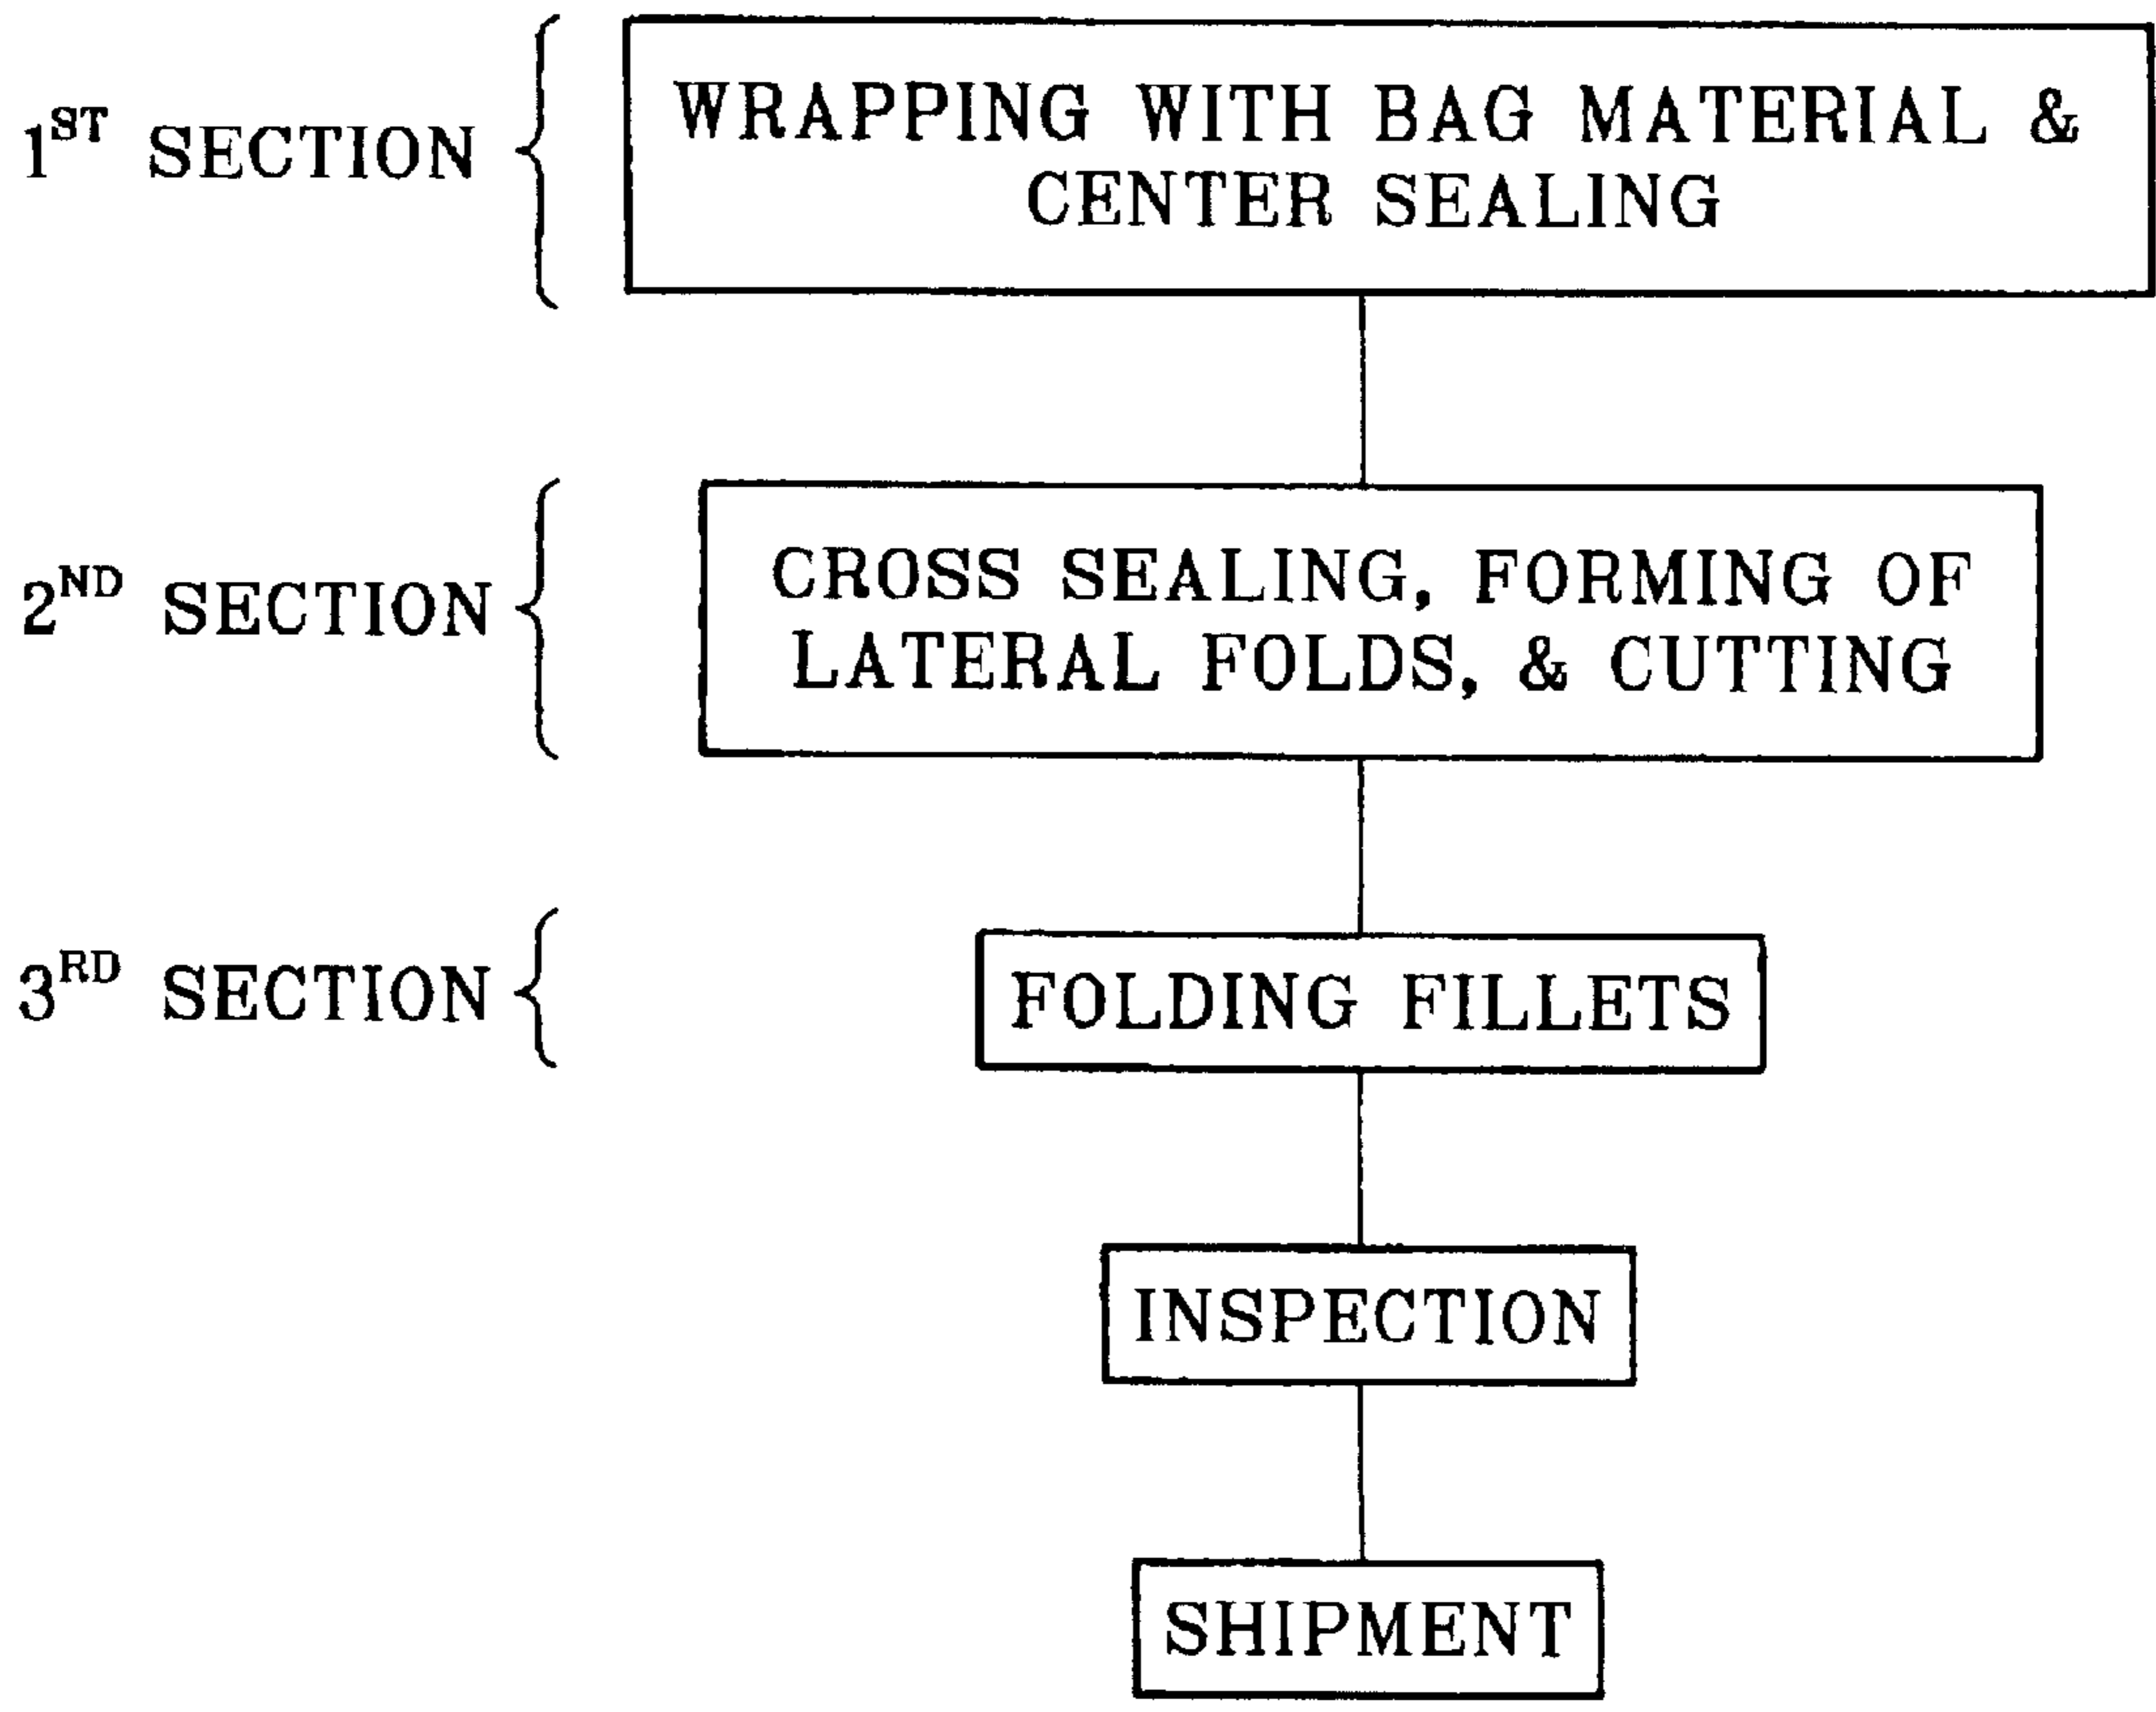 1ST SECTION
WRAPPING WITH BAG MATERIAL &
CENTER SEALING
2ND SECTION
CROSS SEALING, FORMING OF
LATERAL FOLDS, & CUTTING
3RD SECTION
FOLDING FILLETS
INSPECTION
SHIPMENT